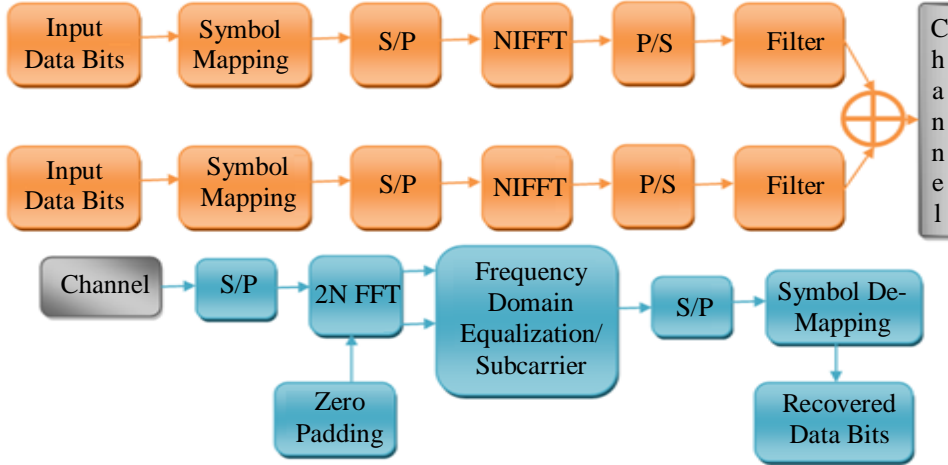 Input
Data Bits
Symbol
Mapping
S/P
NIFFT
P/S
Filter
C
h
a
n
n
e
l
Input
Data Bits
Symbol
Mapping
S/P
NIFFT
P/S
Filter
Channel
S/P
2N FFT
Frequency
Domain
Equalization/
Subcarrier
S/P
Symbol De-
Mapping
Zero
Padding
Recovered
Data Bits